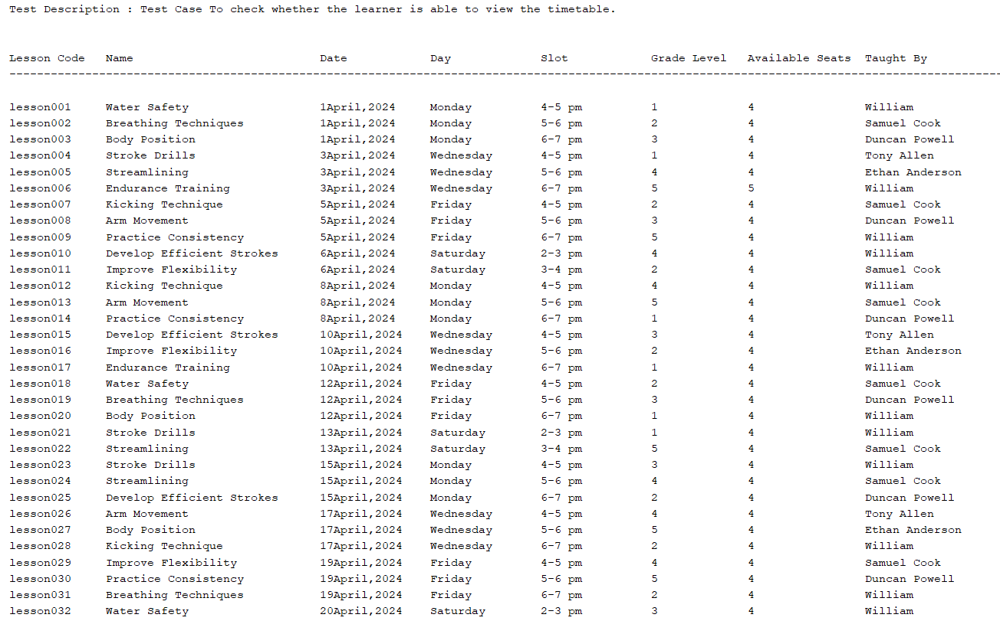 Test Description : Test Case To check whether the learner is able to view the timetable.
Lesson Code Name Date Day Slot Grade Level Available Seats Taught By
lesson001 Water Safety 1April,2024 Monday 4-5 pm 1 4 William
lesson002 Breathing Techniques 1April,2024 Monday 5-6 pm 2 4 Samuel Cook
lesson003 Body Position 1April,2024 Monday 6-7 pm 3 4 Duncan Powell
lesson004 Stroke Drills 3April,2024 Wednesday 4-5 pm 1 4 Tony Allen
lesson005 Streamlining 3April,2024 Wednesday 5-6 pm 4 4 Ethan Anderson
lesson006 Endurance Training 3April,2024 Wednesday 6-7 pm 5 5 William
lesson007 Kicking Technique 5April,2024 Friday 4-5 pm 2 4 Samuel Cook
lesson008 Arm Movement 5April,2024 Friday 5-6 pm 3 4 Duncan Powell
lesson009 Practice Consistency 5April,2024 Friday 6-7 pm 5 4 William
lesson010 Develop Efficient Strokes 6April,2024 Saturday 2-3 pm 4 4 William
lesson011 Improve Flexibility 6April,2024 Saturday 3-4 pm 2 4 Samuel Cook
lesson012 Kicking Technique 8April,2024 Monday 4-5 pm 4 4 William
lesson013 Arm Movement 8April,2024 Monday 5-6 pm 5 4 Samuel Cook
lesson014 Practice Consistency 8April,2024 Monday 6-7 pm 1 4 Duncan Powell
lesson015 Develop Efficient Strokes 10April,2024 Wednesday 4-5 pm 3 4 Tony Allen
lesson016 Improve Flexibility 10April,2024 Wednesday 5-6 pm 2 4 Ethan Anderson
lesson017 Endurance Training 10April,2024 Wednesday 6-7 pm 1 4 William
lesson018 Water Safety 12April,2024 Friday 4-5 pm 2 4 Samuel Cook
lesson019 Breathing Techniques 12April,2024 Friday 5-6 pm 3 4 Duncan Powell
lesson020 Body Position 12April,2024 Friday 6-7 pm 1 4 William
lesson021 Stroke Drills 13April,2024 Saturday 2-3 pm 1 4 William
lesson022 Streamlining 13April,2024 Saturday 3-4 pm 5 4 Samuel Cook
lesson023 Stroke Drills 15April,2024 Monday 4-5 pm 3 4 William
lesson024 Streamlining 15April,2024 Monday 5-6 pm 4 4 Samuel Cook
lesson025 Develop Efficient Strokes 15April,2024 Monday 6-7 pm 2 4 Duncan Powell
lesson026 Arm Movement 17April,2024 Wednesday 4-5 pm 4 4 Tony Allen
lesson027 Body Position 17April,2024 Wednesday 5-6 pm 5 4 Ethan Anderson
lesson028 Kicking Technique 17April,2024 Wednesday 6-7 pm 2 4 William
lesson029 Improve Flexibility 19April,2024 Friday 4-5 pm 4 4 Samuel Cook
lesson030 Practice Consistency 19April,2024 Friday 5-6 pm 5 4 Duncan Powell
lesson031 Breathing Techniques 19April,2024 Friday 6-7 pm 2 4 William
lesson032 Water Safety 20April,2024 Saturday 2-3 pm 3 4 William